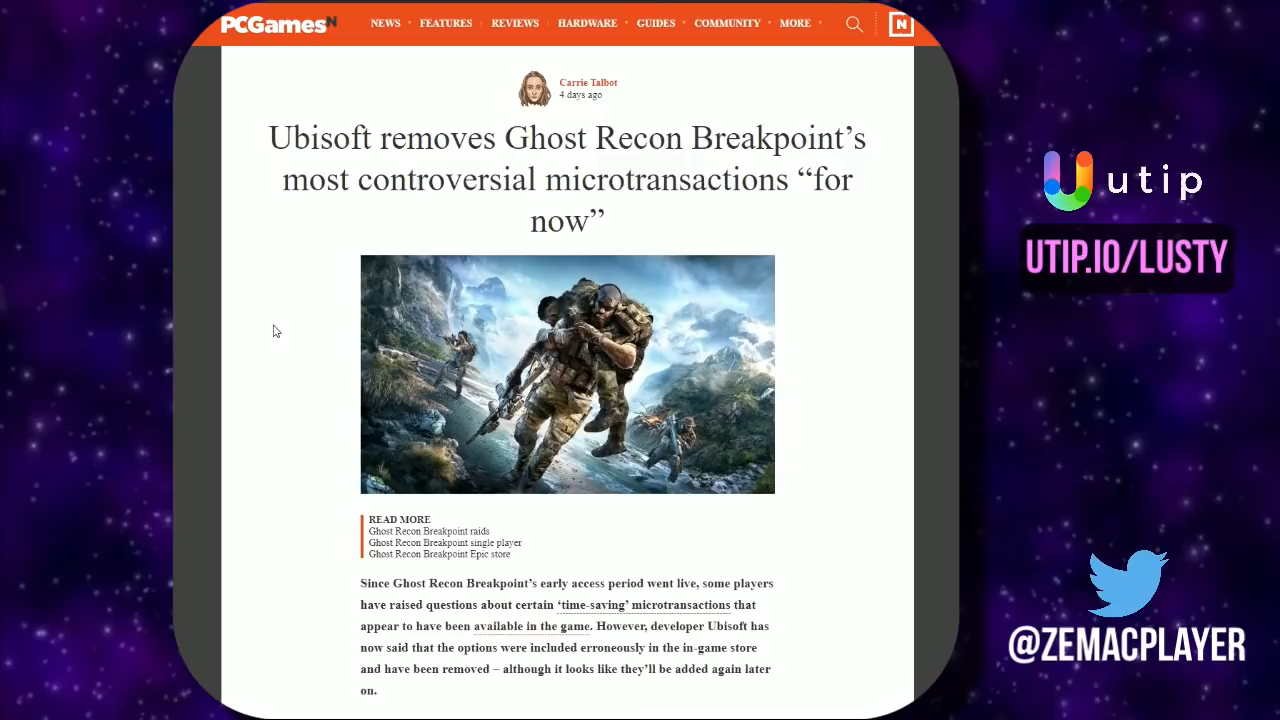 PCGamesN
NEWS FEATURES REVIEWS HARDWARE GUIDES COMMUNITY MORE
N
Carrie Talbot
4 days ago
Ubisoft removes Ghost Recon Breakpoint’s
most controversial microtransactions “for
now”
READ MORE
Ghost Recon Breakpoint raids
Ghost Recon Breakpoint single player
Ghost Recon Breakpoint Epic store
Since Ghost Recon Breakpoint’s early access period went live, some players
have raised questions about certain ‘time-saving’ microtransactions that
appear to have been available in the game. However, developer Ubisoft has
now said that the options were included erroneously in the in-game store
and have been removed – although it looks like they’ll be added again later
on.
utip
UTIP.IO/LUSTY
@ZEMACPLAYER